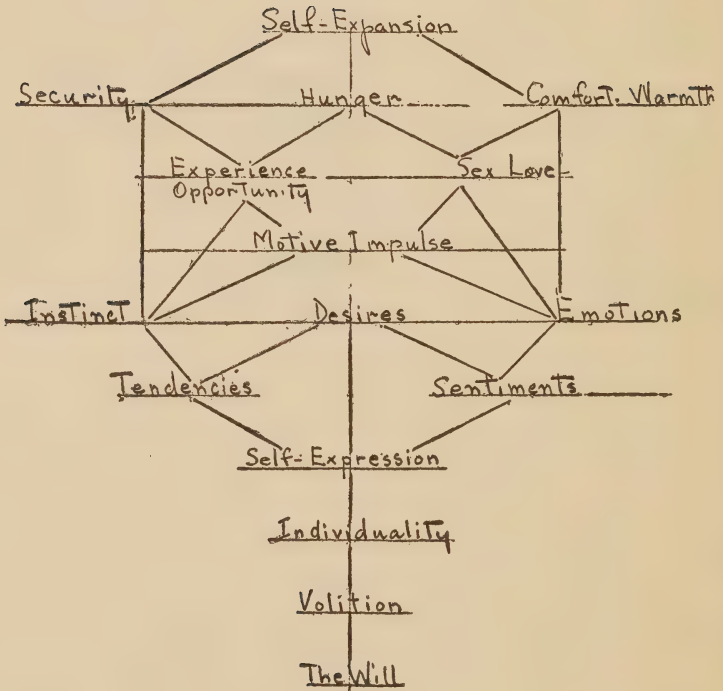 Self-Expansion
Security.
Hunger
Comfort. Warmth
Experience
Opportunity
Sex Love
Motive Impulse
Instinct
Desires
Emotions
Tendencies
Sentiments
Self-Expression
Individuality
Volition
The Will